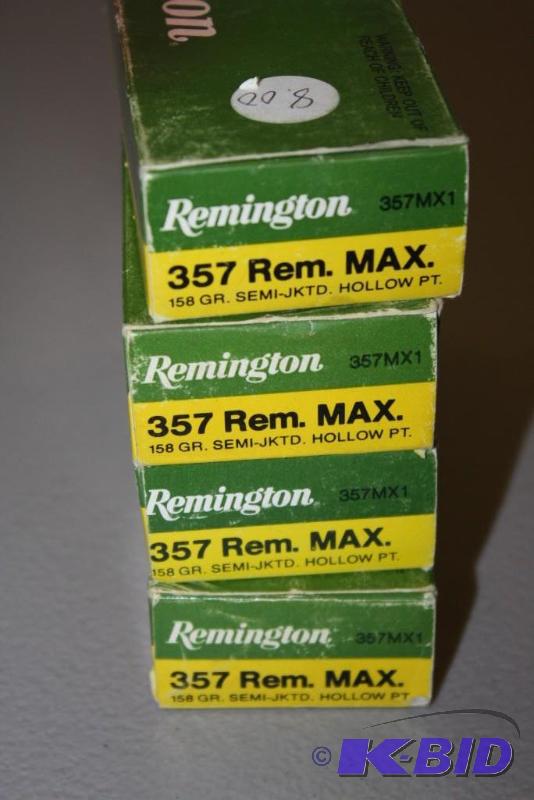 on
8.00
WARNING: KEEP OUT OF
REACH OF CHILDREN
Remington 357MX1
357 Rem. MAX.
158 GR. SEMI-JKTD. HOLLOW PT.
Remington 357MX1
357 Rem. MAX.
158 GR. SEMI-JKTD. HOLLOW PT.
Remington 357MX1
357 Rem. MAX.
158 GR. SEMI-JKTD. HOLLOW PT.
Remington 357MX1
357 Rem. MAX.
158 GR. SEMI-JKTD. HOLLOW PT
© K-BID